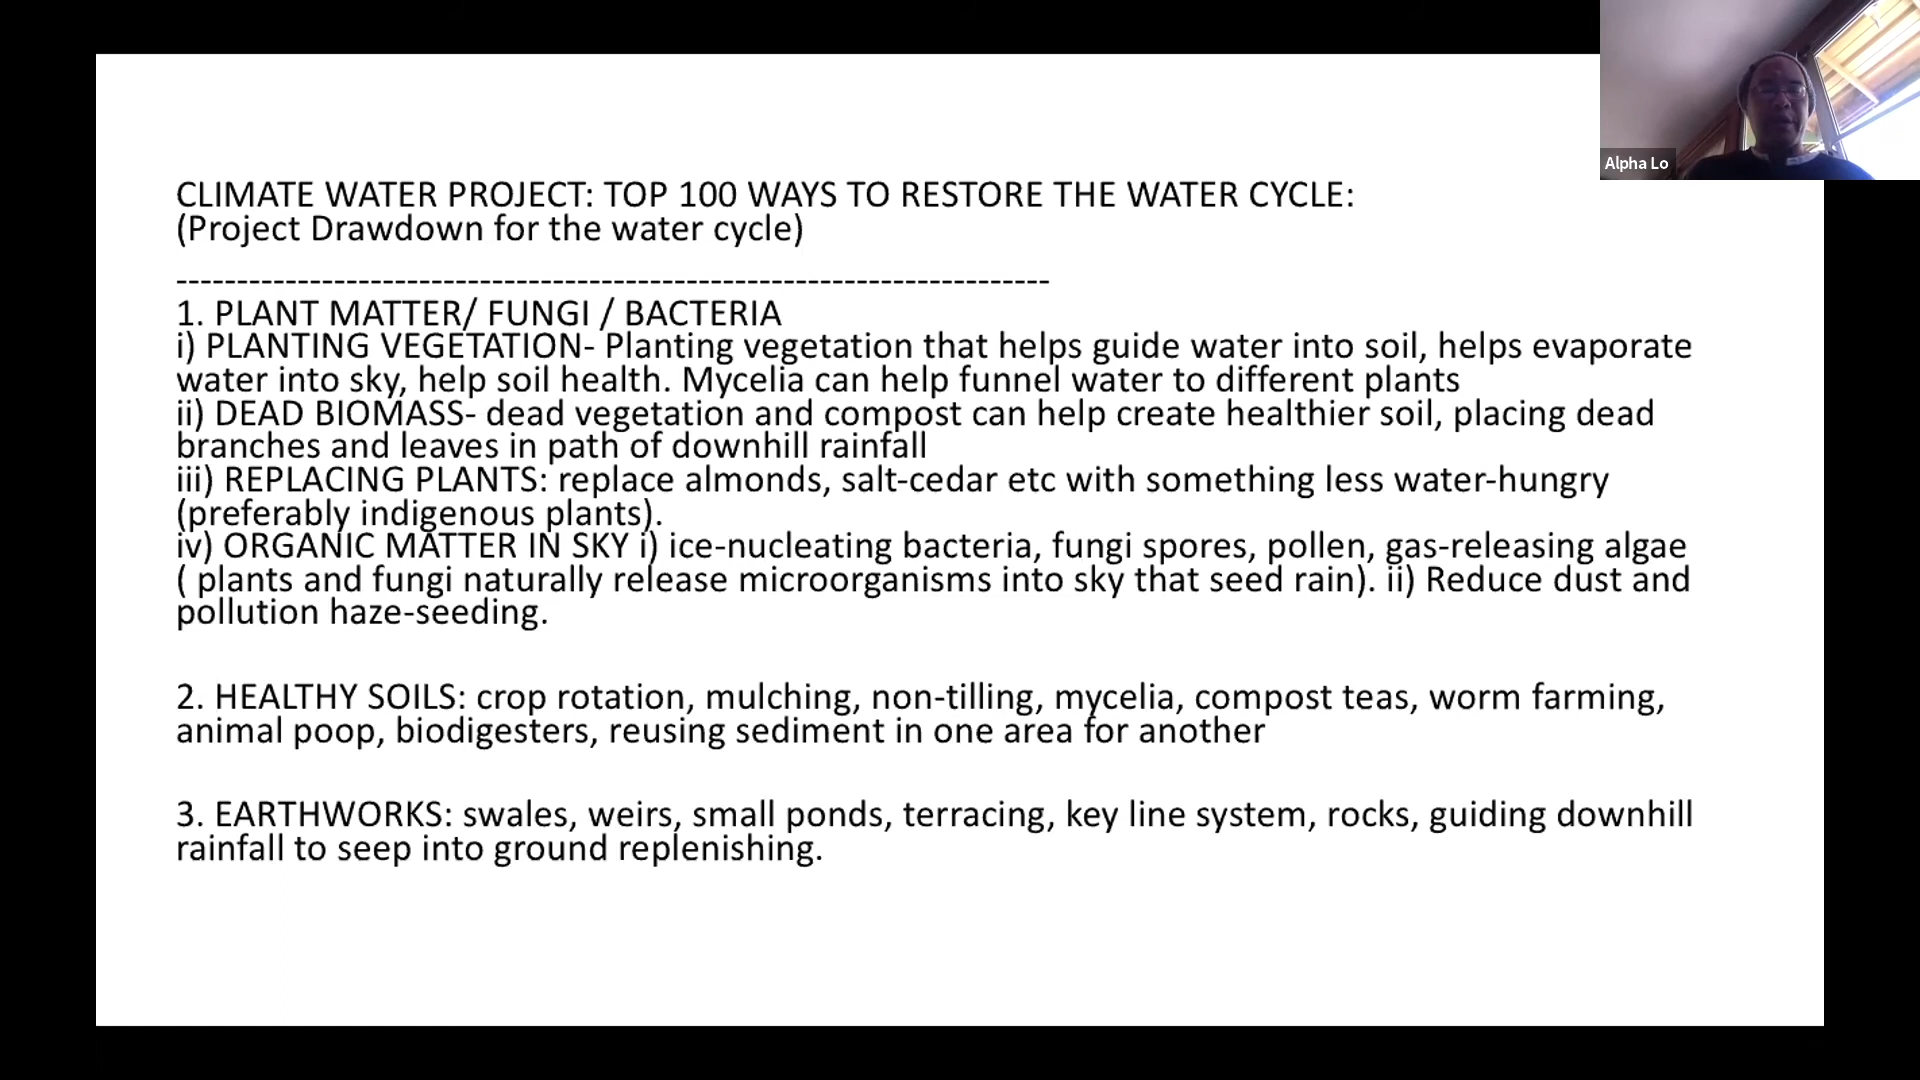 Alpha Lo
CLIMATE WATER PROJECT: TOP 100 WAYS TO RESTORE THE WATER CYCLE:
(Project Drawdown for the water cycle)
------------------------------------------------------------------------
1. PLANT MATTER/ FUNGI / BACTERIA
i) PLANTING VEGETATION- Planting vegetation that helps guide water into soil, helps evaporate
water into sky, help soil health. Mycelia can help funnel water to different plants
ii) DEAD BIOMASS- dead vegetation and compost can help create healthier soil, placing dead
branches and leaves in path of downhill rainfall
iii) REPLACING PLANTS: replace almonds, salt-cedar etc with something less water-hungry
(preferably indigenous plants).
iv) ORGANIC MATTER IN SKY i) ice-nucleating bacteria, fungi spores, pollen, gas-releasing algae
( plants and fungi naturally release microorganisms into sky that seed rain). ii) Reduce dust and
pollution haze-seeding.
2. HEALTHY SOILS: crop rotation, mulching, non-tilling, mycelia, compost teas, worm farming,
animal poop, biodigesters, reusing sediment in one area for another
3. EARTHWORKS: swales, weirs, small ponds, terracing, key line system, rocks, guiding downhill
rainfall to seep into ground replenishing.